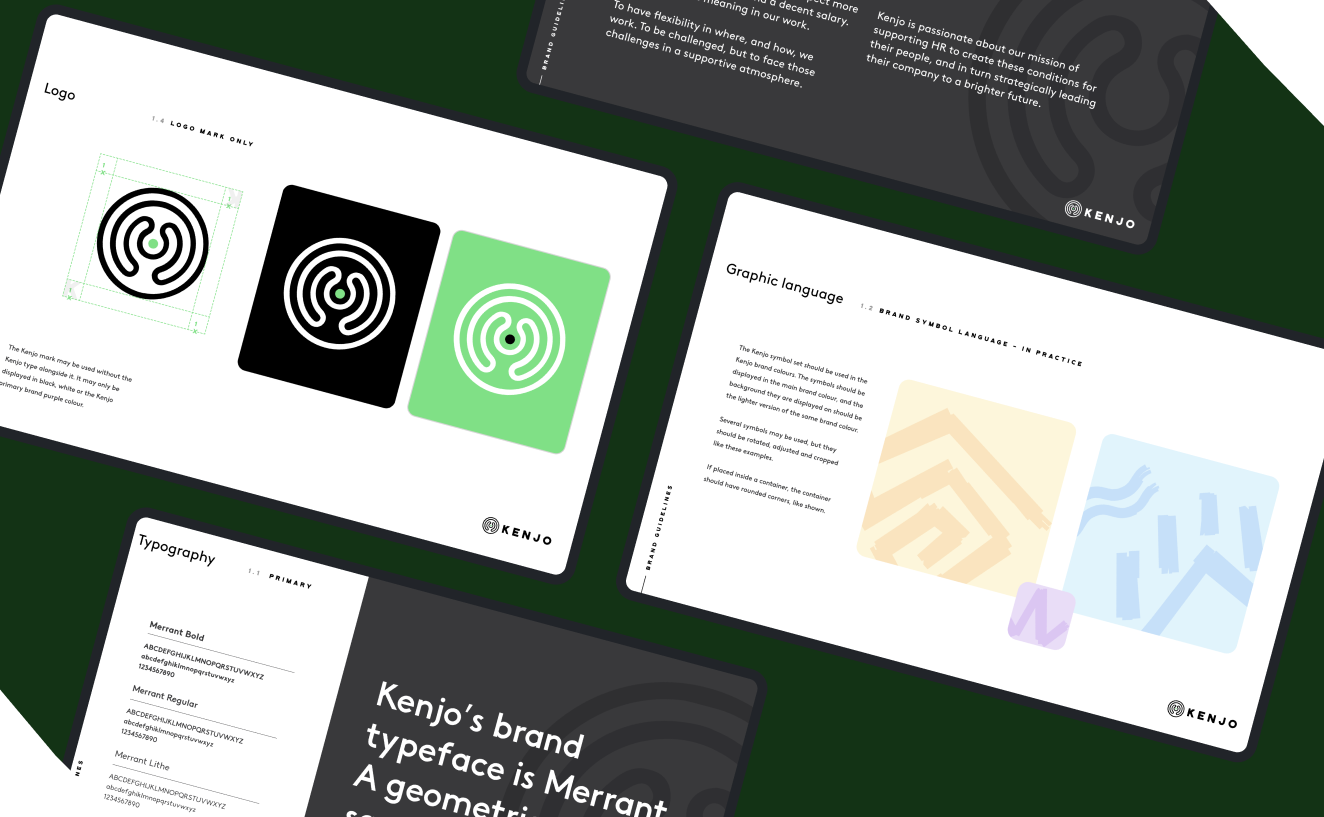 meaning in our work.
a decent salary.
To have flexibility in where, and how, we
work. To be challenged, but to face those
challenges in a supportive atmosphere.
Kenjo is passionate about our mission of
supporting HR to create these conditions for
their people, and in turn strategically leading
their company to a brighter future.
KENJO
Logo
1.4 LOGO MARK ONLY
1
x
1
x
1
x
1
x
The Kenjo mark may be used without the
Kenjo type alongside it. It may only be
displayed in black, white or the Kenjo
primary brand purple colour.
KENJO
Graphic language
1.2 BRAND SYMBOL LANGUAGE – IN PRACTICE
The Kenjo symbol set should be used in the
Kenjo brand colours. The symbols should be
displayed in the main brand colour, and the
background they are displayed on should be
the lighter version of the same brand colour.
Several symbols may be used, but they
should be rotated, adjusted and cropped
like these examples.
If placed inside a container, the container
should have rounded corners, like shown.
BRAND GUIDELINES
KENJO
Typography
1.1 PRIMARY
Merrant Bold
ABCDEFGHIJKLMNOPQRSTUVWXYZ
abcdefghiklmnopqrstuvwxyz
1234567890
Merrant Regular
ABCDEFGHIJKLMNOPQRSTUVWXYZ
abcdefghiklmnopqrstuvwxyz
1234567890
Merrant Lithe
ABCDEFGHIJKLMNOPQRSTUVWXYZ
abcdefghiklmnopqrstuvwxyz
1234567890
Kenjo's brand
typeface is Merrant
A geometri